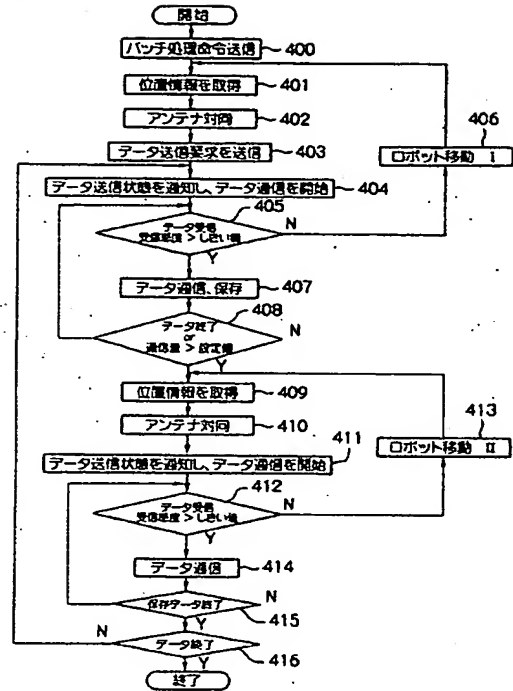 開始
バッチ処理命令送信 400
位置情報を取得 401
アンテナ対向 402
406
データ送信要求を送信 403
ロボット移動 I
データ送信状態を通知し、データ通信を開始 404
405
データ受信
受信感度 > しきい値
N
Y
データ通信、保存 407
408
データ終了
or
通信量 > 設定値
N
Y
位置情報を取得 409
アンテナ対向 410
413
ロボット移動 II
411
データ送信状態を通知し、データ通信を開始
412
データ受信
受信感度 > しきい値
N
Y
データ通信 414
保存データ終了
N
415
Y
N
データ終了
416
Y
終了